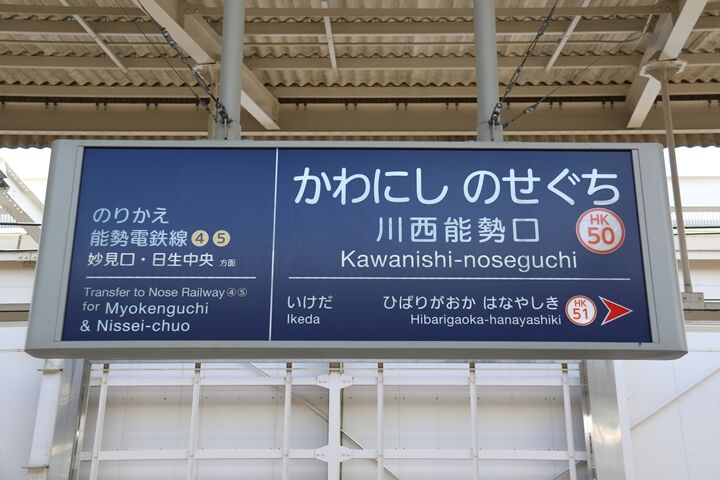 のりかえ
能勢電鉄線④⑤
妙見口・日生中央 方面
Transfer to Nose Railway④⑤
for Myokenguchi
& Nissei-chuo
かわにし のせぐち
川西能勢口
HK
50
Kawanishi-noseguchi
いけだ
Ikeda
ひばりがおか はなやしき
Hibarigaoka-hanayashiki
HK
51